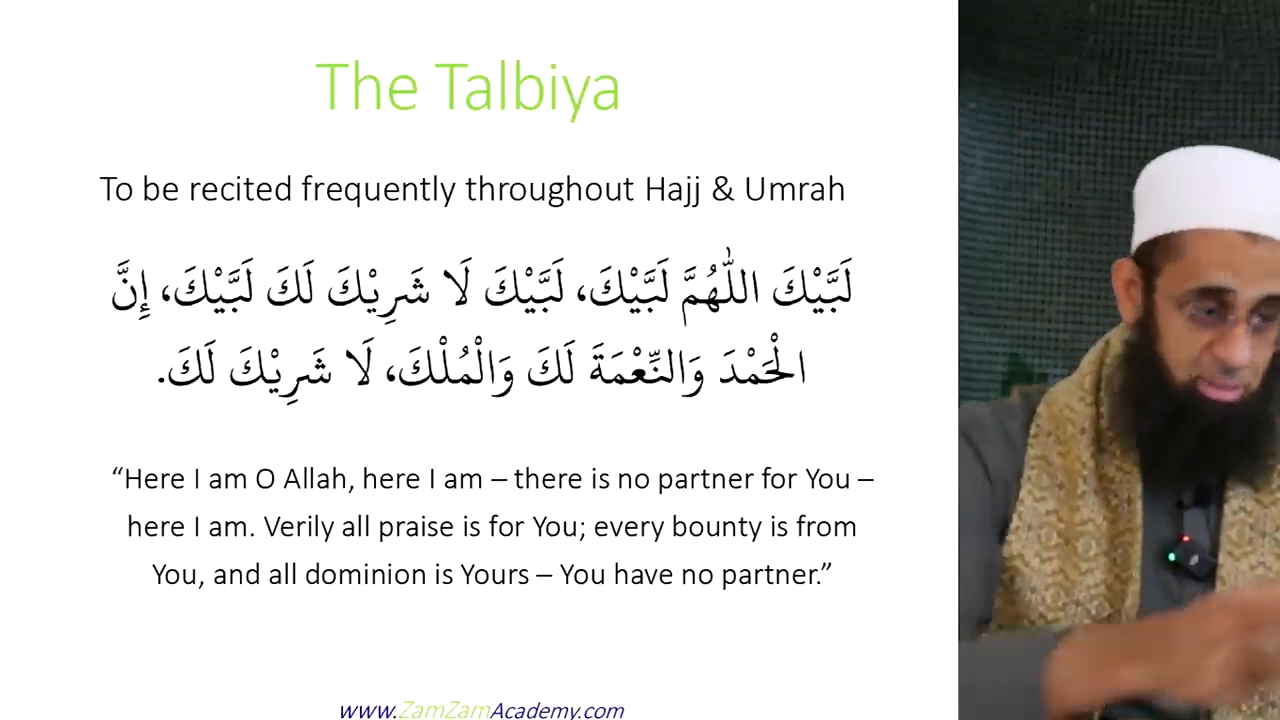 The Talbiya
To be recited frequently throughout Hajj & Umrah
لَبَّيْكَ اللّٰهُمَّ لَبَّيْكَ، لَبَّيْكَ لَا شَرِيْكَ لَكَ لَبَّيْكَ، إِنَّ
الْحَمْدَ وَالنِّعْمَةَ لَكَ وَالْمُلْكَ، لَا شَرِيْكَ لَكَ.
“Here I am O Allah, here I am – there is no partner for You –
here I am. Verily all praise is for You; every bounty is from
You, and all dominion is Yours – You have no partner.”
www.ZamZamAcademy.com